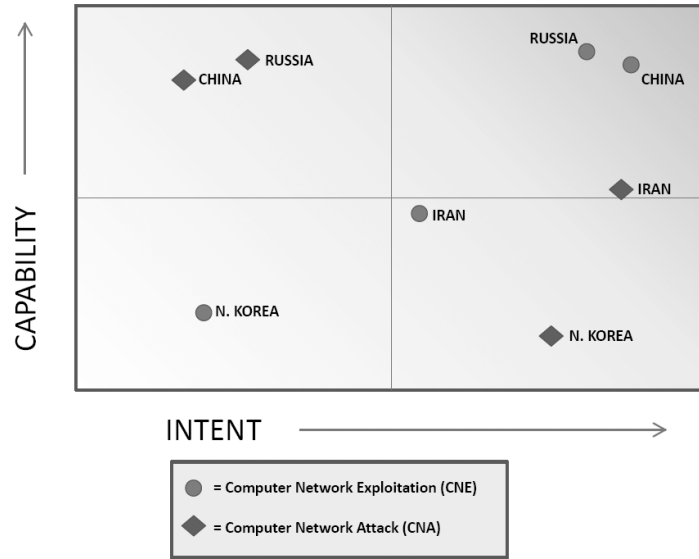 RUSSIA
RUSSIA
CHINA
CHINA
IRAN
IRAN
N. KOREA
N. KOREA
CAPABILITY
INTENT
= Computer Network Exploitation (CNE)
= Computer Network Attack (CNA)